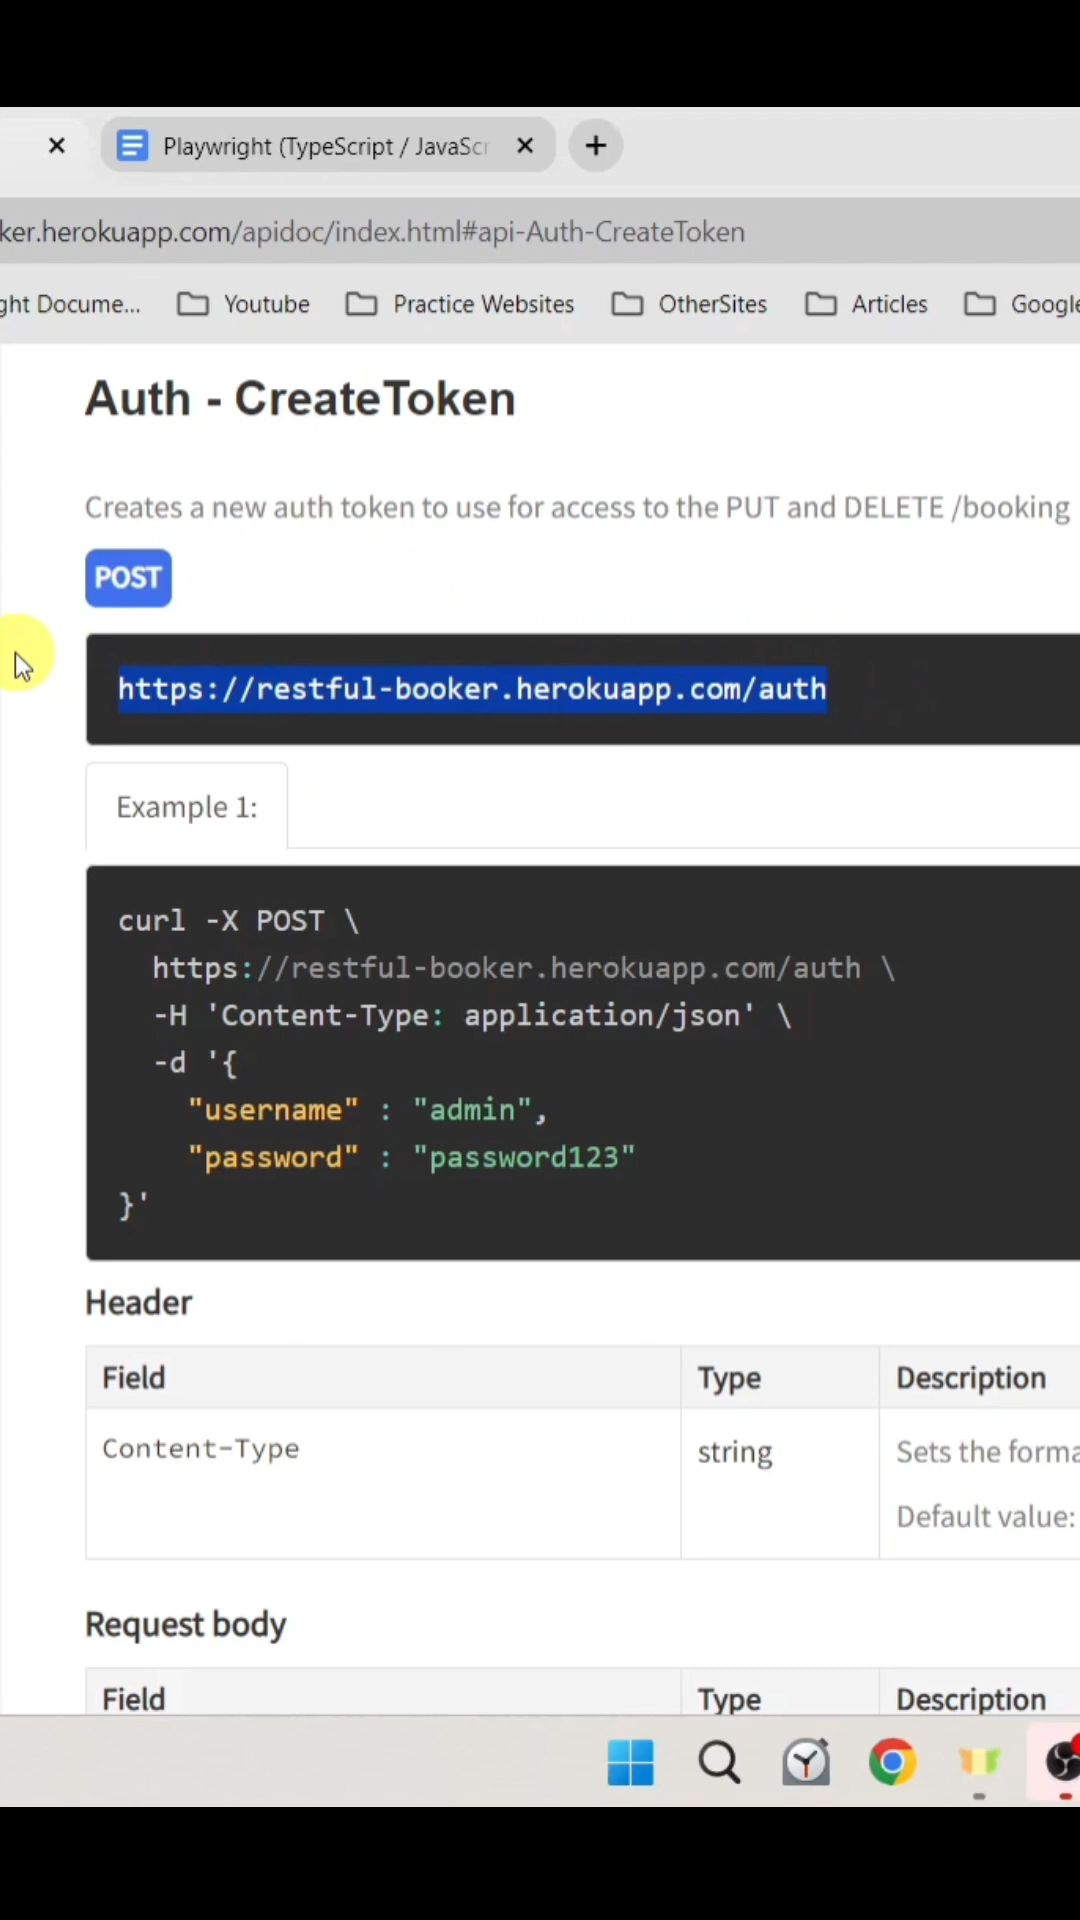 Playwright (TypeScript / JavaScr
ker.herokuapp.com/apidoc/index.html#api-Auth-CreateToken
ght Docume...
Youtube
Practice Websites
OtherSites
Articles
Google
Auth - CreateToken
Creates a new auth token to use for access to the PUT and DELETE /booking
POST
https://restful-booker.herokuapp.com/auth
Example 1:
curl -X POST \
https://restful-booker.herokuapp.com/auth \
-H 'Content-Type: application/json' \
-d '{
"username" : "admin",
"password" : "password123"
}'
Header
Field Type Description
Content-Type string Sets the forma
Default value:
Request body
Field Type Description